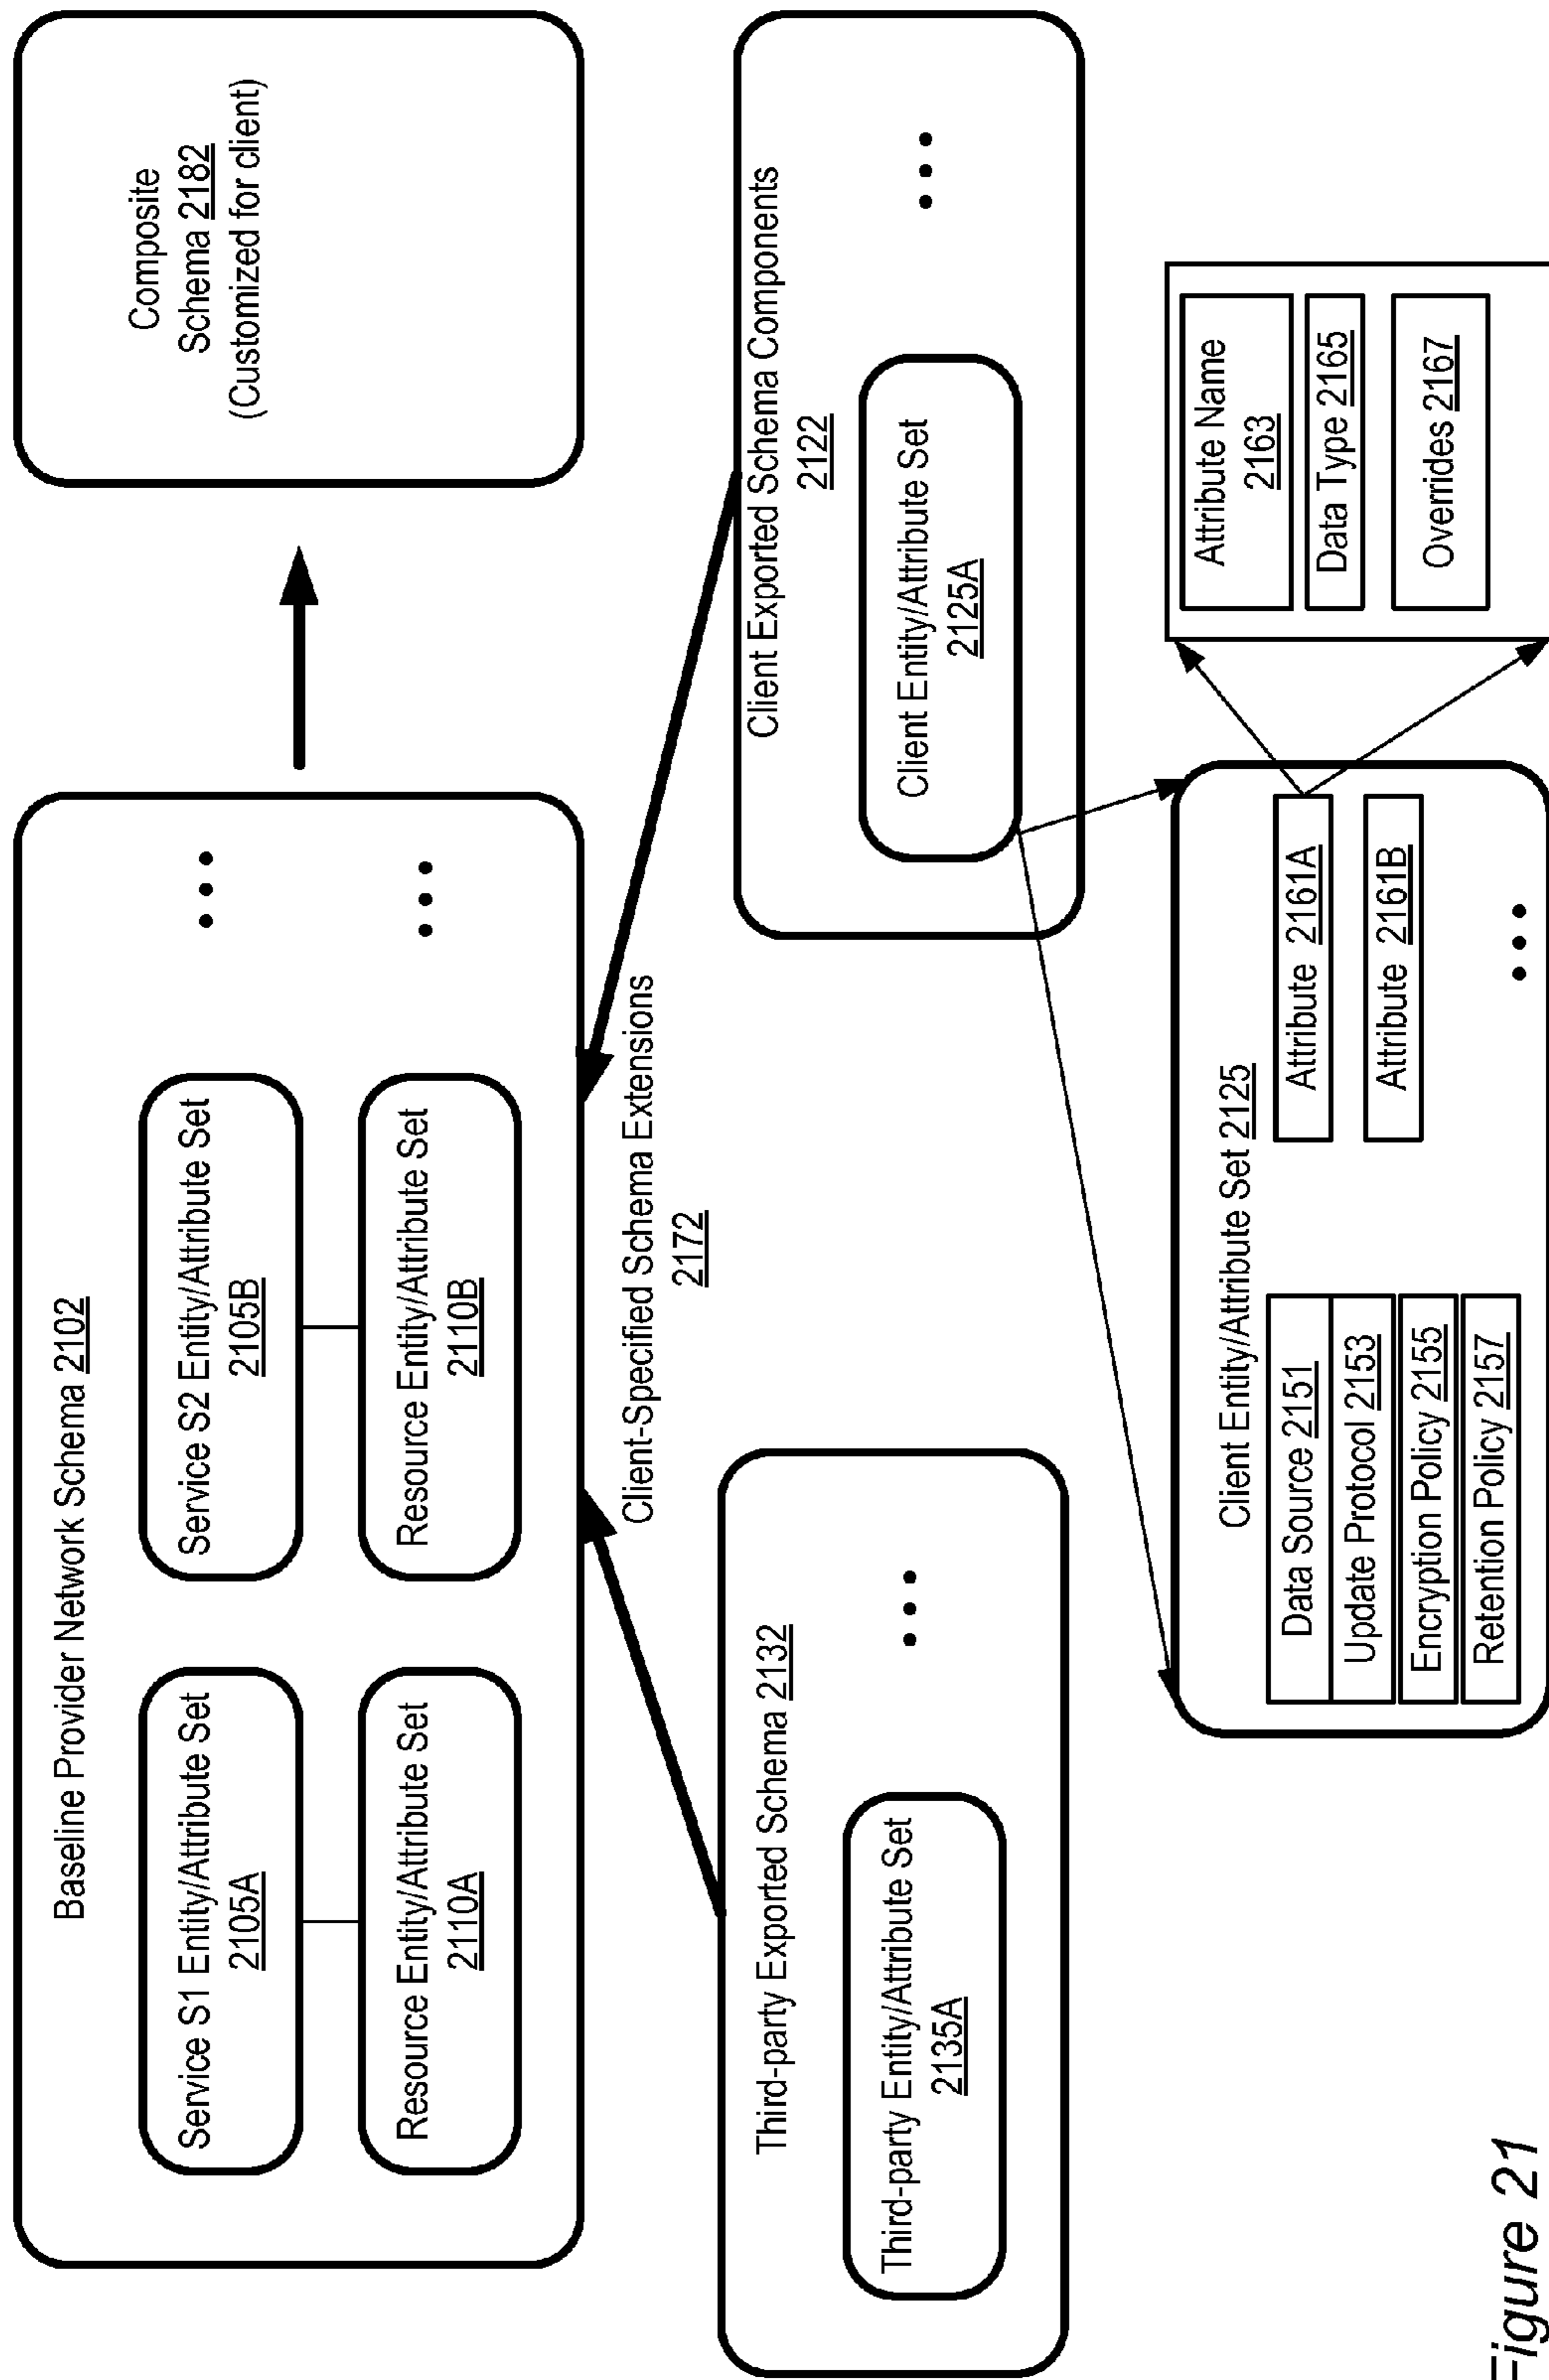 Baseline Provider Network Schema 2102
Service S1 Entity/Attribute Set
2105A
Resource Entity/Attribute Set
2110A
Service S2 Entity/Attribute Set
2105B
Resource Entity/Attribute Set
2110B
Composite
Schema 2182
(Customized for client)
Client-Specified Schema Extensions
2172
Third-party Exported Schema 2132
Third-party Entity/Attribute Set
2135A
Client Exported Schema Components
2122
Client Entity/Attribute Set
2125A
Client Entity/Attribute Set 2125
Data Source 2151
Update Protocol 2153
Encryption Policy 2155
Retention Policy 2157
Attribute 2161A
Attribute 2161B
Attribute Name
2163
Data Type 2165
Overrides 2167
Figure 21